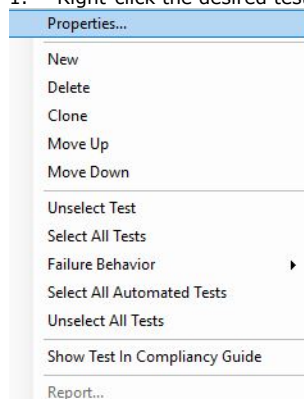 1. Right-click the desired test
Properties...
New
Delete
Clone
Move Up
Move Down
Unselect Test
Select All Tests
Failure Behavior
Select All Automated Tests
Unselect All Tests
Show Test In Compliancy Guide
Report...